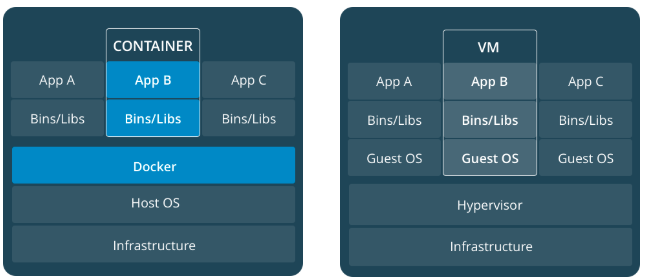 CONTAINER
App A App B App C
Bins/Libs Bins/Libs Bins/Libs
Docker
Host OS
Infrastructure
VM
App A App B App C
Bins/Libs Bins/Libs Bins/Libs
Guest OS Guest OS Guest OS
Hypervisor
Infrastructure